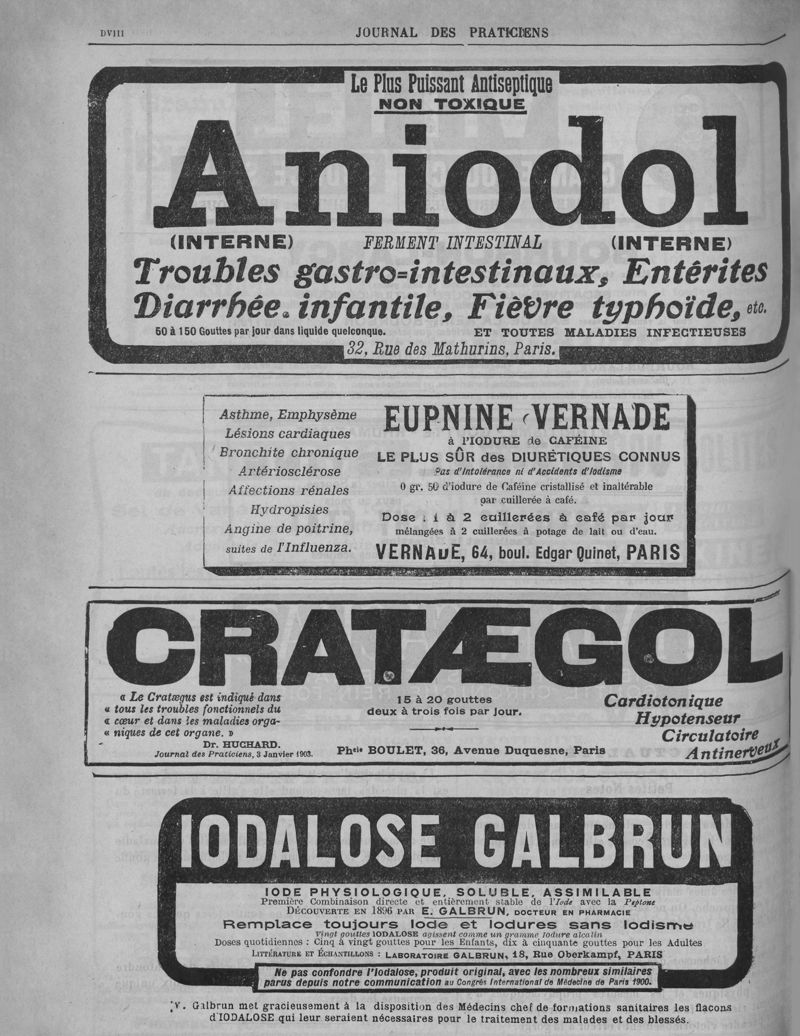 DVIII
JOURNAL DES PRATICIENS
Le Plus Puissant Antiseptique
NON TOXIQUE
Aniodol
(INTERNE) FERMENT INTESTINAL (INTERNE)
Troubles gastro=intestinaux, Entérites
Diarrhée infantile, Fièvre typhoïde, etc.
50 à 150 Gouttes par jour dans liquide quelconque. ET TOUTES MALADIES INFECTIEUSES
32, Rue des Mathurins, Paris.
Asthme, Emphysème
Lésions cardiaques
Bronchite chronique
Artériosclérose
Affections rénales
Hydropisies
Angine de poitrine,
suites de l'Influenza.
EUPNINE VERNADE
à l'IODURE de CAFÉINE
LE PLUS SÛR des DIURÉTIQUES CONNUS
Pas d'Intolérance ni d'Accidents d'Iodisme
0 gr. 50 d'iodure de Caféine cristallisé et inaltérable
par cuillerée à café.
Dose : 1 à 2 cuillerées à café par jour
mélangées à 2 cuillerées à potage de lait ou d'eau.
VERNADE, 64, boul. Edgar Quinet, PARIS
CRATÆGOL
« Le Cratægus est indiqué dans
« tous les troubles fonctionnels du
« cœur et dans les maladies orga-
« niques de cet organe. »
Dr. HUCHARD.
Journal des Praticiens, 3 Janvier 1903.
15 à 20 gouttes
deux à trois fois par jour.
Phcie BOULET, 36, Avenue Duquesne, Paris
Cardiotonique
Hypotenseur
Circulatoire
Antinerveux
IODALOSE GALBRUN
IODE PHYSIOLOGIQUE, SOLUBLE, ASSIMILABLE
Première Combinaison directe et entièrement stable de l'Iode avec la Peptone
DÉCOUVERTE EN 1896 PAR E. GALBRUN, DOCTEUR EN PHARMACIE
Remplace toujours Iode et Iodures sans Iodisme
Vingt gouttes IODALOSE agissent comme un gramme Iodure alcalin
Doses quotidiennes : Cinq à vingt gouttes pour les Enfants, dix à cinquante gouttes pour les Adultes
LITTÉRATURE ET ÉCHANTILLONS : LABORATOIRE GALBRUN, 18, Rue Oberkampf, PARIS
Ne pas confondre l'Iodalose, produit original, avec les nombreux similaires
parus depuis notre communication au Congrès International de Médecine de Paris 1900.
V. Galbrun met gracieusement à la disposition des Médecins chef de formations sanitaires les flacons
d'IODALOSE qui leur seraient nécessaires pour le traitement des malades et des blessés.